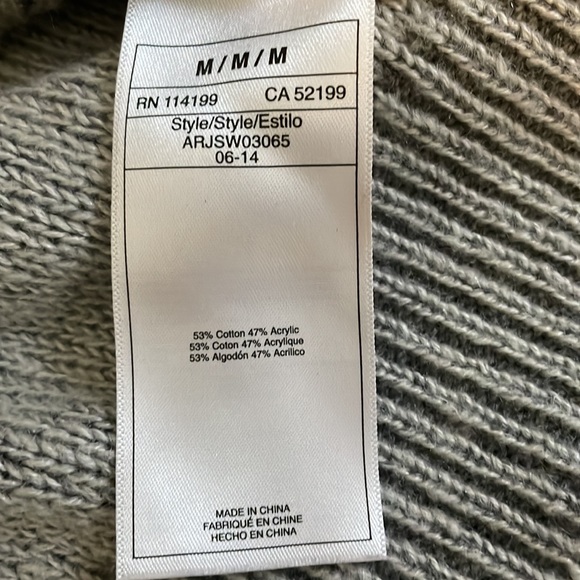 M/M/M
RN 114199 CA 52199
Style/Style/Estilo
ARJSW03065
06-14
53% Cotton 47% Acrylic
53% Coton 47% Acrylique
53% Algodón 47% Acrilico
MADE IN CHINA
FABRIQUÉ EN CHINE
HECHO EN CHINA